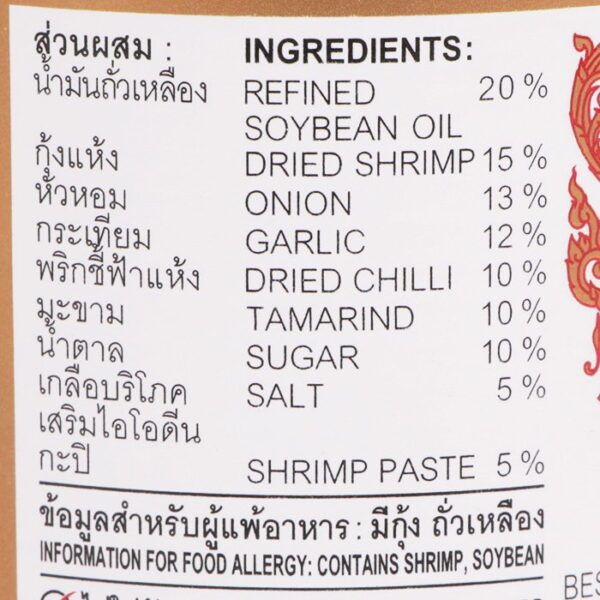 ส่วนผสม : INGREDIENTS:
น้ำมันถั่วเหลือง REFINED 20 %
SOYBEAN OIL
กุ้งแห้ง DRIED SHRIMP 15 %
หัวหอม ONION 13 %
กระเทียม GARLIC 12 %
พริกชี้ฟ้าแห้ง DRIED CHILLI 10 %
มะขาม TAMARIND 10 %
น้ำตาล SUGAR 10 %
เกลือบริโภค SALT 5 %
เสริมไอโอดีน
กะปิ SHRIMP PASTE 5 %
ข้อมูลสำหรับผู้แพ้อาหาร : มีกุ้ง ถั่วเหลือง
INFORMATION FOR FOOD ALLERGY: CONTAINS SHRIMP, SOYBEAN